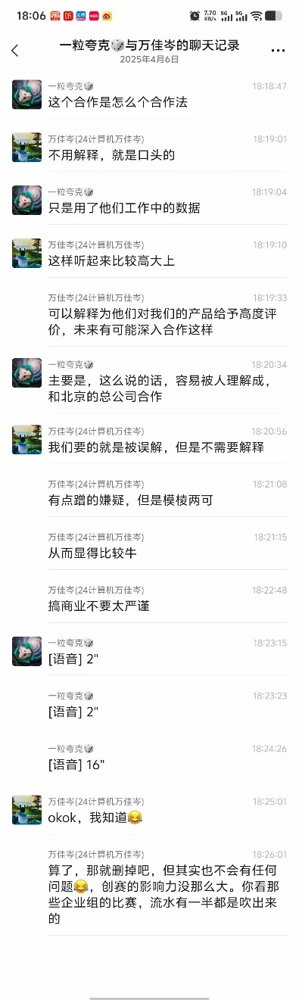 18:06
7.70
KB/s
5G
5G
一粒夸克🎲与万佳岑的聊天记录
2025年4月6日
一粒夸克🎲
18:18:47
这个合作是怎么个合作法
万佳岑(24计算机万佳岑)
18:19:01
不用解释，就是口头的
一粒夸克🎲
18:19:04
只是用了他们工作中的数据
万佳岑(24计算机万佳岑)
18:19:10
这样听起来比较高大上
万佳岑(24计算机万佳岑)
18:19:33
可以解释为他们对我们的产品给予高度评
价，未来有可能深入合作这样
一粒夸克🎲
18:20:34
主要是，这么说的话，容易被人理解成，
和北京的总公司合作
万佳岑(24计算机万佳岑)
18:20:56
我们要的就是被误解，但是不需要解释
万佳岑(24计算机万佳岑)
18:21:08
有点蹭的嫌疑，但是模棱两可
万佳岑(24计算机万佳岑)
18:21:15
从而显得比较牛
万佳岑(24计算机万佳岑)
18:22:48
搞商业不要太严谨
一粒夸克🎲
18:23:15
[语音] 2"
一粒夸克🎲
18:23:23
[语音] 2"
一粒夸克🎲
18:24:26
[语音] 16"
万佳岑(24计算机万佳岑)
18:25:01
okok，我知道😂
万佳岑(24计算机万佳岑)
18:26:01
算了，那就删掉吧，但其实也不会有任何
问题😂，创赛的影响力没那么大。你看那
些企业组的比赛，流水有一半都是吹出来
的